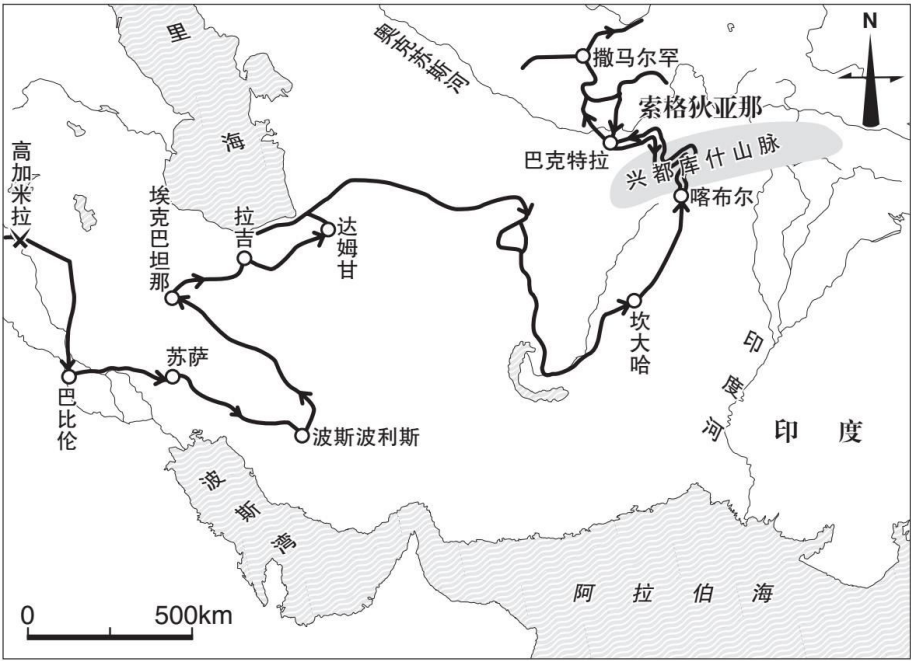 里海
奥克苏斯河
撒马尔罕
N
索格狄亚那
巴克特拉
兴都库什山脉
喀布尔
高加米拉
埃克巴坦那
拉吉
达姆甘
坎大哈
苏萨
巴比伦
波斯波利斯
印度河
印度
波斯湾
阿拉伯海
0 500km